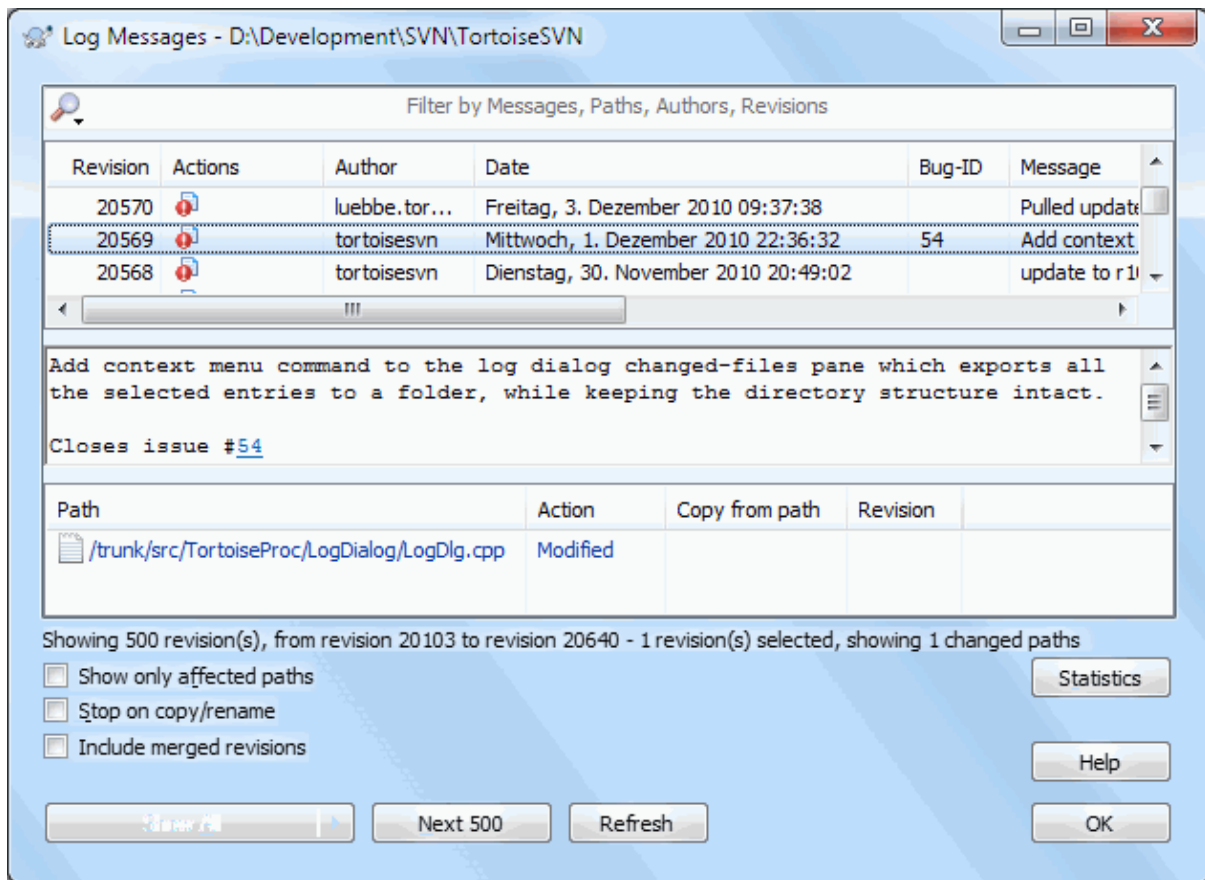 Log Messages - D:\Development\SVN\TortoiseSVN
Filter by Messages, Paths, Authors, Revisions
Revision Actions Author Date Bug-ID Message
20570 luebbe.tor... Freitag, 3. Dezember 2010 09:37:38 Pulled update
20569 tortoisesvn Mittwoch, 1. Dezember 2010 22:36:32 54 Add context
20568 tortoisesvn Dienstag, 30. November 2010 20:49:02 update to
Add context menu command to the log dialog changed-files pane which exports all
the selected entries to a folder, while keeping the directory structure intact.
Closes issue #54
Path Action Copy from path Revision
/trunk/src/TortoiseProc/LogDialog/LogDlg.cpp Modified
Showing 500 revision(s), from revision 20103 to revision 20640 - 1 revision(s) selected, showing 1 changed paths
Show only affected paths
Statistics
Stop on copy/rename
Include merged revisions
Help
Next 500 Refresh OK